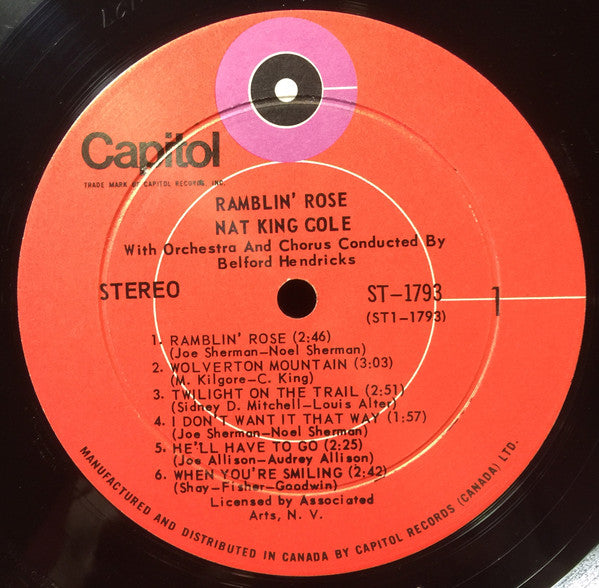 Capitol
TRADE MARK OF CAPITOL RECORDS, INC.
RAMBLIN' ROSE
NAT KING COLE
With Orchestra And Chorus Conducted By
Belford Hendricks
STEREO
ST-1793
(ST1-1793)
1
1. RAMBLIN' ROSE (2:46)
(Joe Sherman-Noel Sherman)
2. WOLVERTON MOUNTAIN (3:03)
(M. Kilgore-C. King)
3. TWILIGHT ON THE TRAIL (2:51)
(Sidney D. Mitchell-Louis Alter)
4. I DON'T WANT IT THAT WAY (1:57)
(Joe Sherman-Noel Sherman)
5. HE'LL HAVE TO GO (2:25)
(Joe Allison-Audrey Allison)
6. WHEN YOU'RE SMILING (2:42)
(Shay-Fisher-Goodwin)
Licensed by Associated
Arts, N. V.
MANUFACTURED AND DISTRIBUTED IN CANADA BY CAPITOL RECORDS (CANADA) LTD.